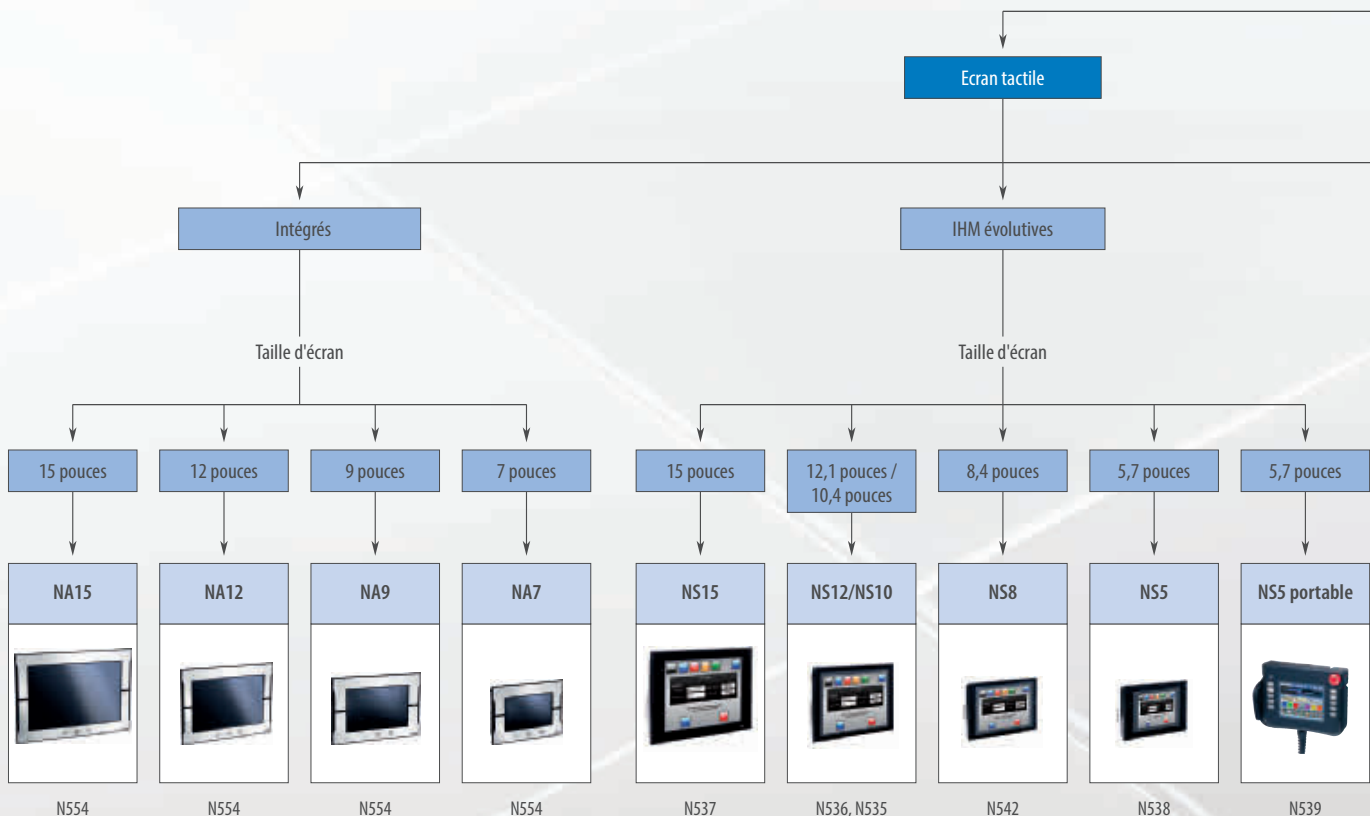 Ecran tactile
Intégrés
IHM évolutives
Taille d'écran
Taille d'écran
15 pouces
12 pouces
9 pouces
7 pouces
15 pouces
12,1 pouces /
10,4 pouces
8,4 pouces
5,7 pouces
5,7 pouces
NA15
NA12
NA9
NA7
NS15
NS12/NS10
NS8
NS5
NS5 portable
N554
N554
N554
N554
N537
N536, N535
N542
N538
N539